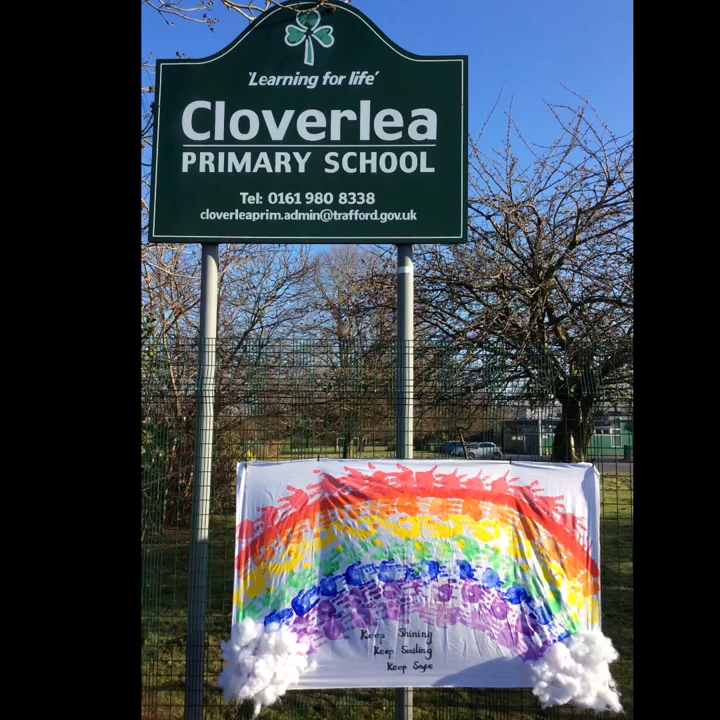 'Learning for life'
Cloverlea
PRIMARY SCHOOL
Tel: 0161 980 8338
cloverleaprim.admin@trafford.gov.uk
Keep Shining
Keep Smiling
Keep Safe